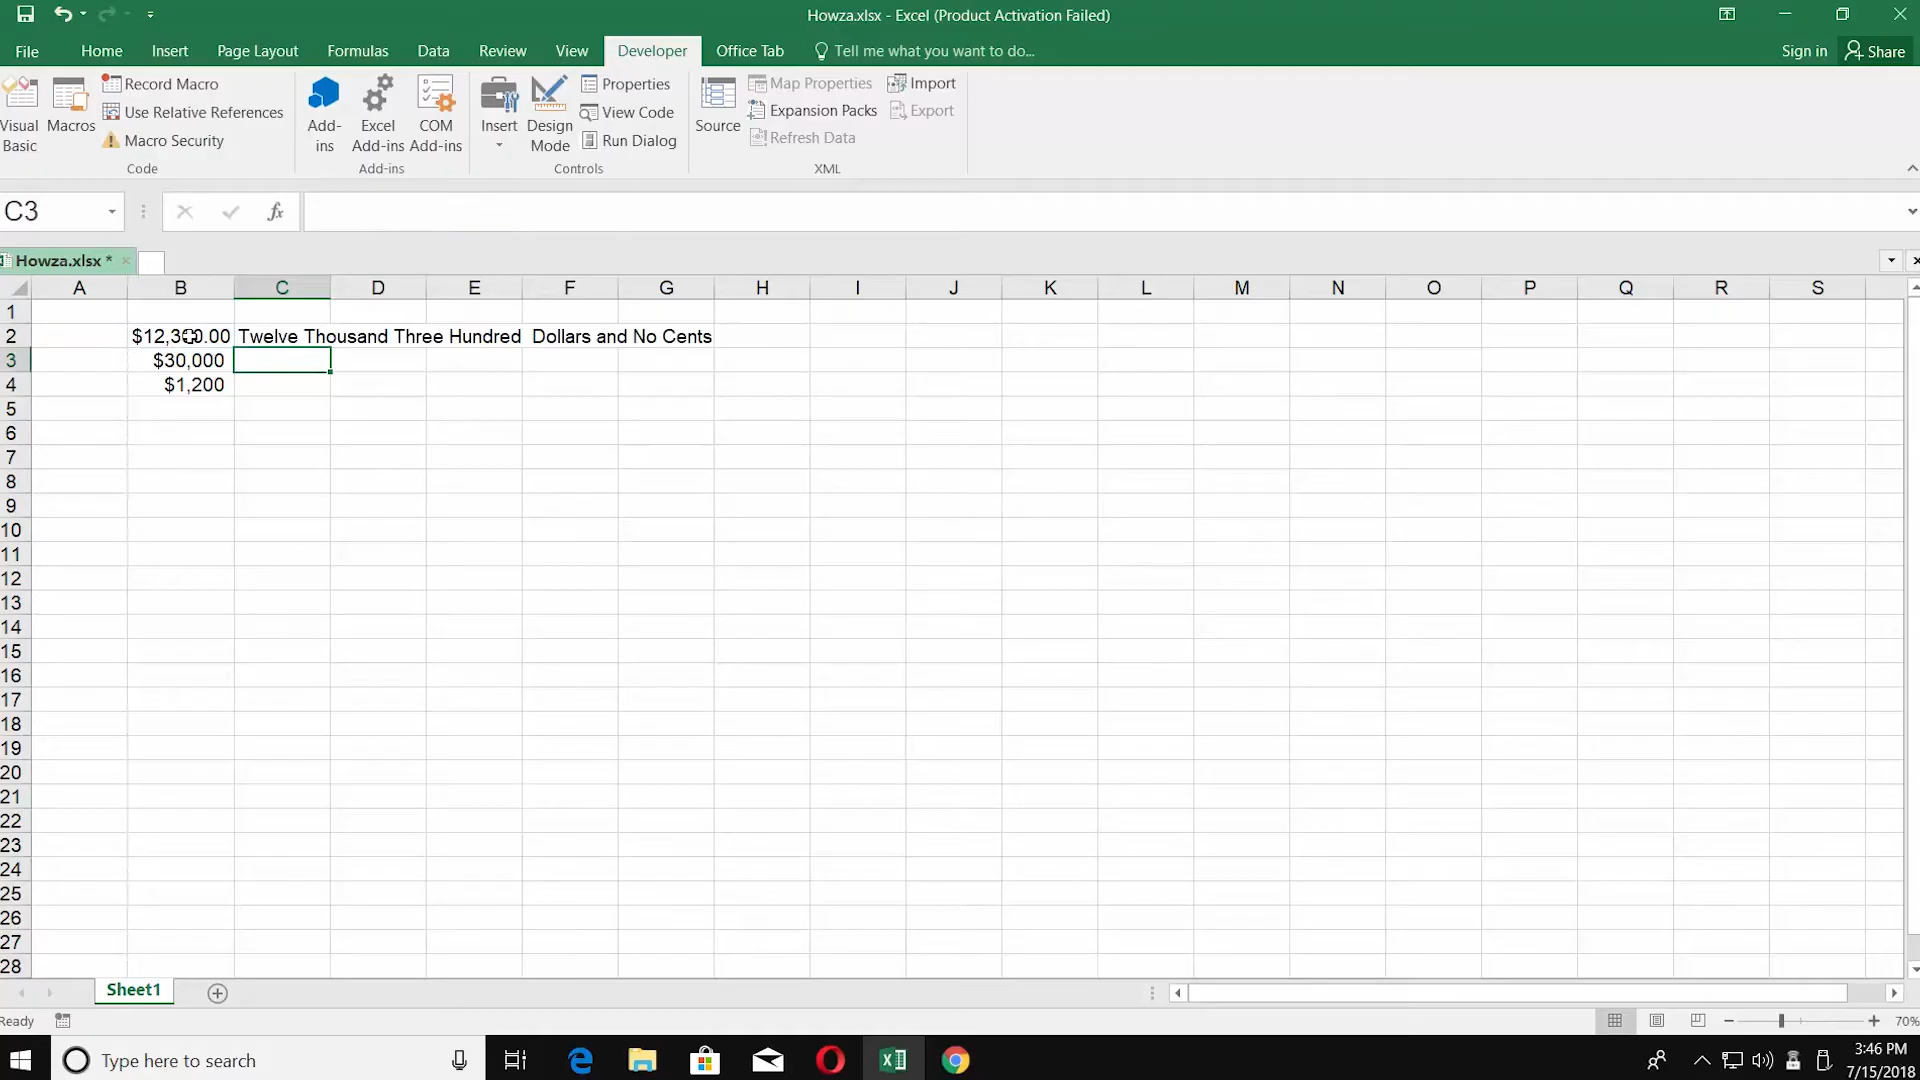 Howza.xlsx - Excel (Product Activation Failed)
File Home Insert Page Layout Formulas Data Review View Developer Office Tab Tell me what you want to do... Sign in Share
Visual Basic
Macros
Record Macro
Use Relative References
Macro Security
Code
Add-ins
Excel Add-ins
COM Add-ins
Add-ins
Insert
Design Mode
Properties
View Code
Run Dialog
Controls
Source
Map Properties
Expansion Packs
Refresh Data
Import
Export
XML
C3 fx
Howza.xlsx *
A B C D E F G H I J K L M N O P Q R S
1
2 Twelve Thousand Three Hundred Dollars and No Cents
3 $30,000
4 $1,200
5
6
7
8
9
10
11
12
13
14
15
16
17
18
19
20
21
22
23
24
25
26
27
28
Sheet1
Ready 70%
Type here to search
3:46 PM
7/15/2018